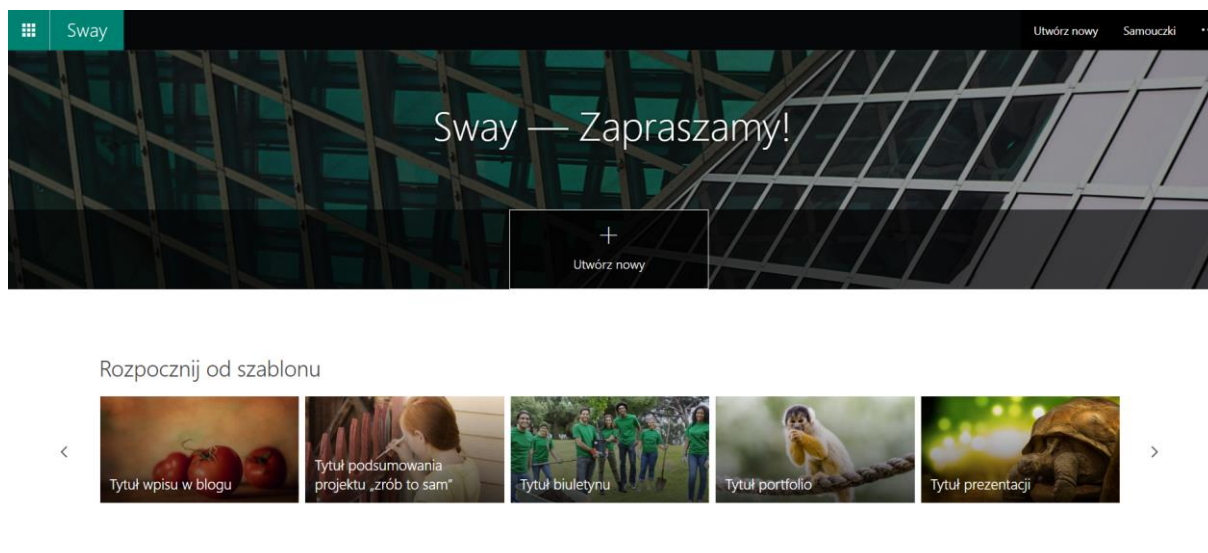 Sway
Utwórz nowy
Samouczki
Sway — Zapraszamy!
Utwórz nowy
Rozpocznij od szablonu
Tytuł wpisu w blogu
Tytuł podsumowania
projektu „zrób to sam”
Tytuł biuletynu
Tytuł portfolio
Tytuł prezentacji